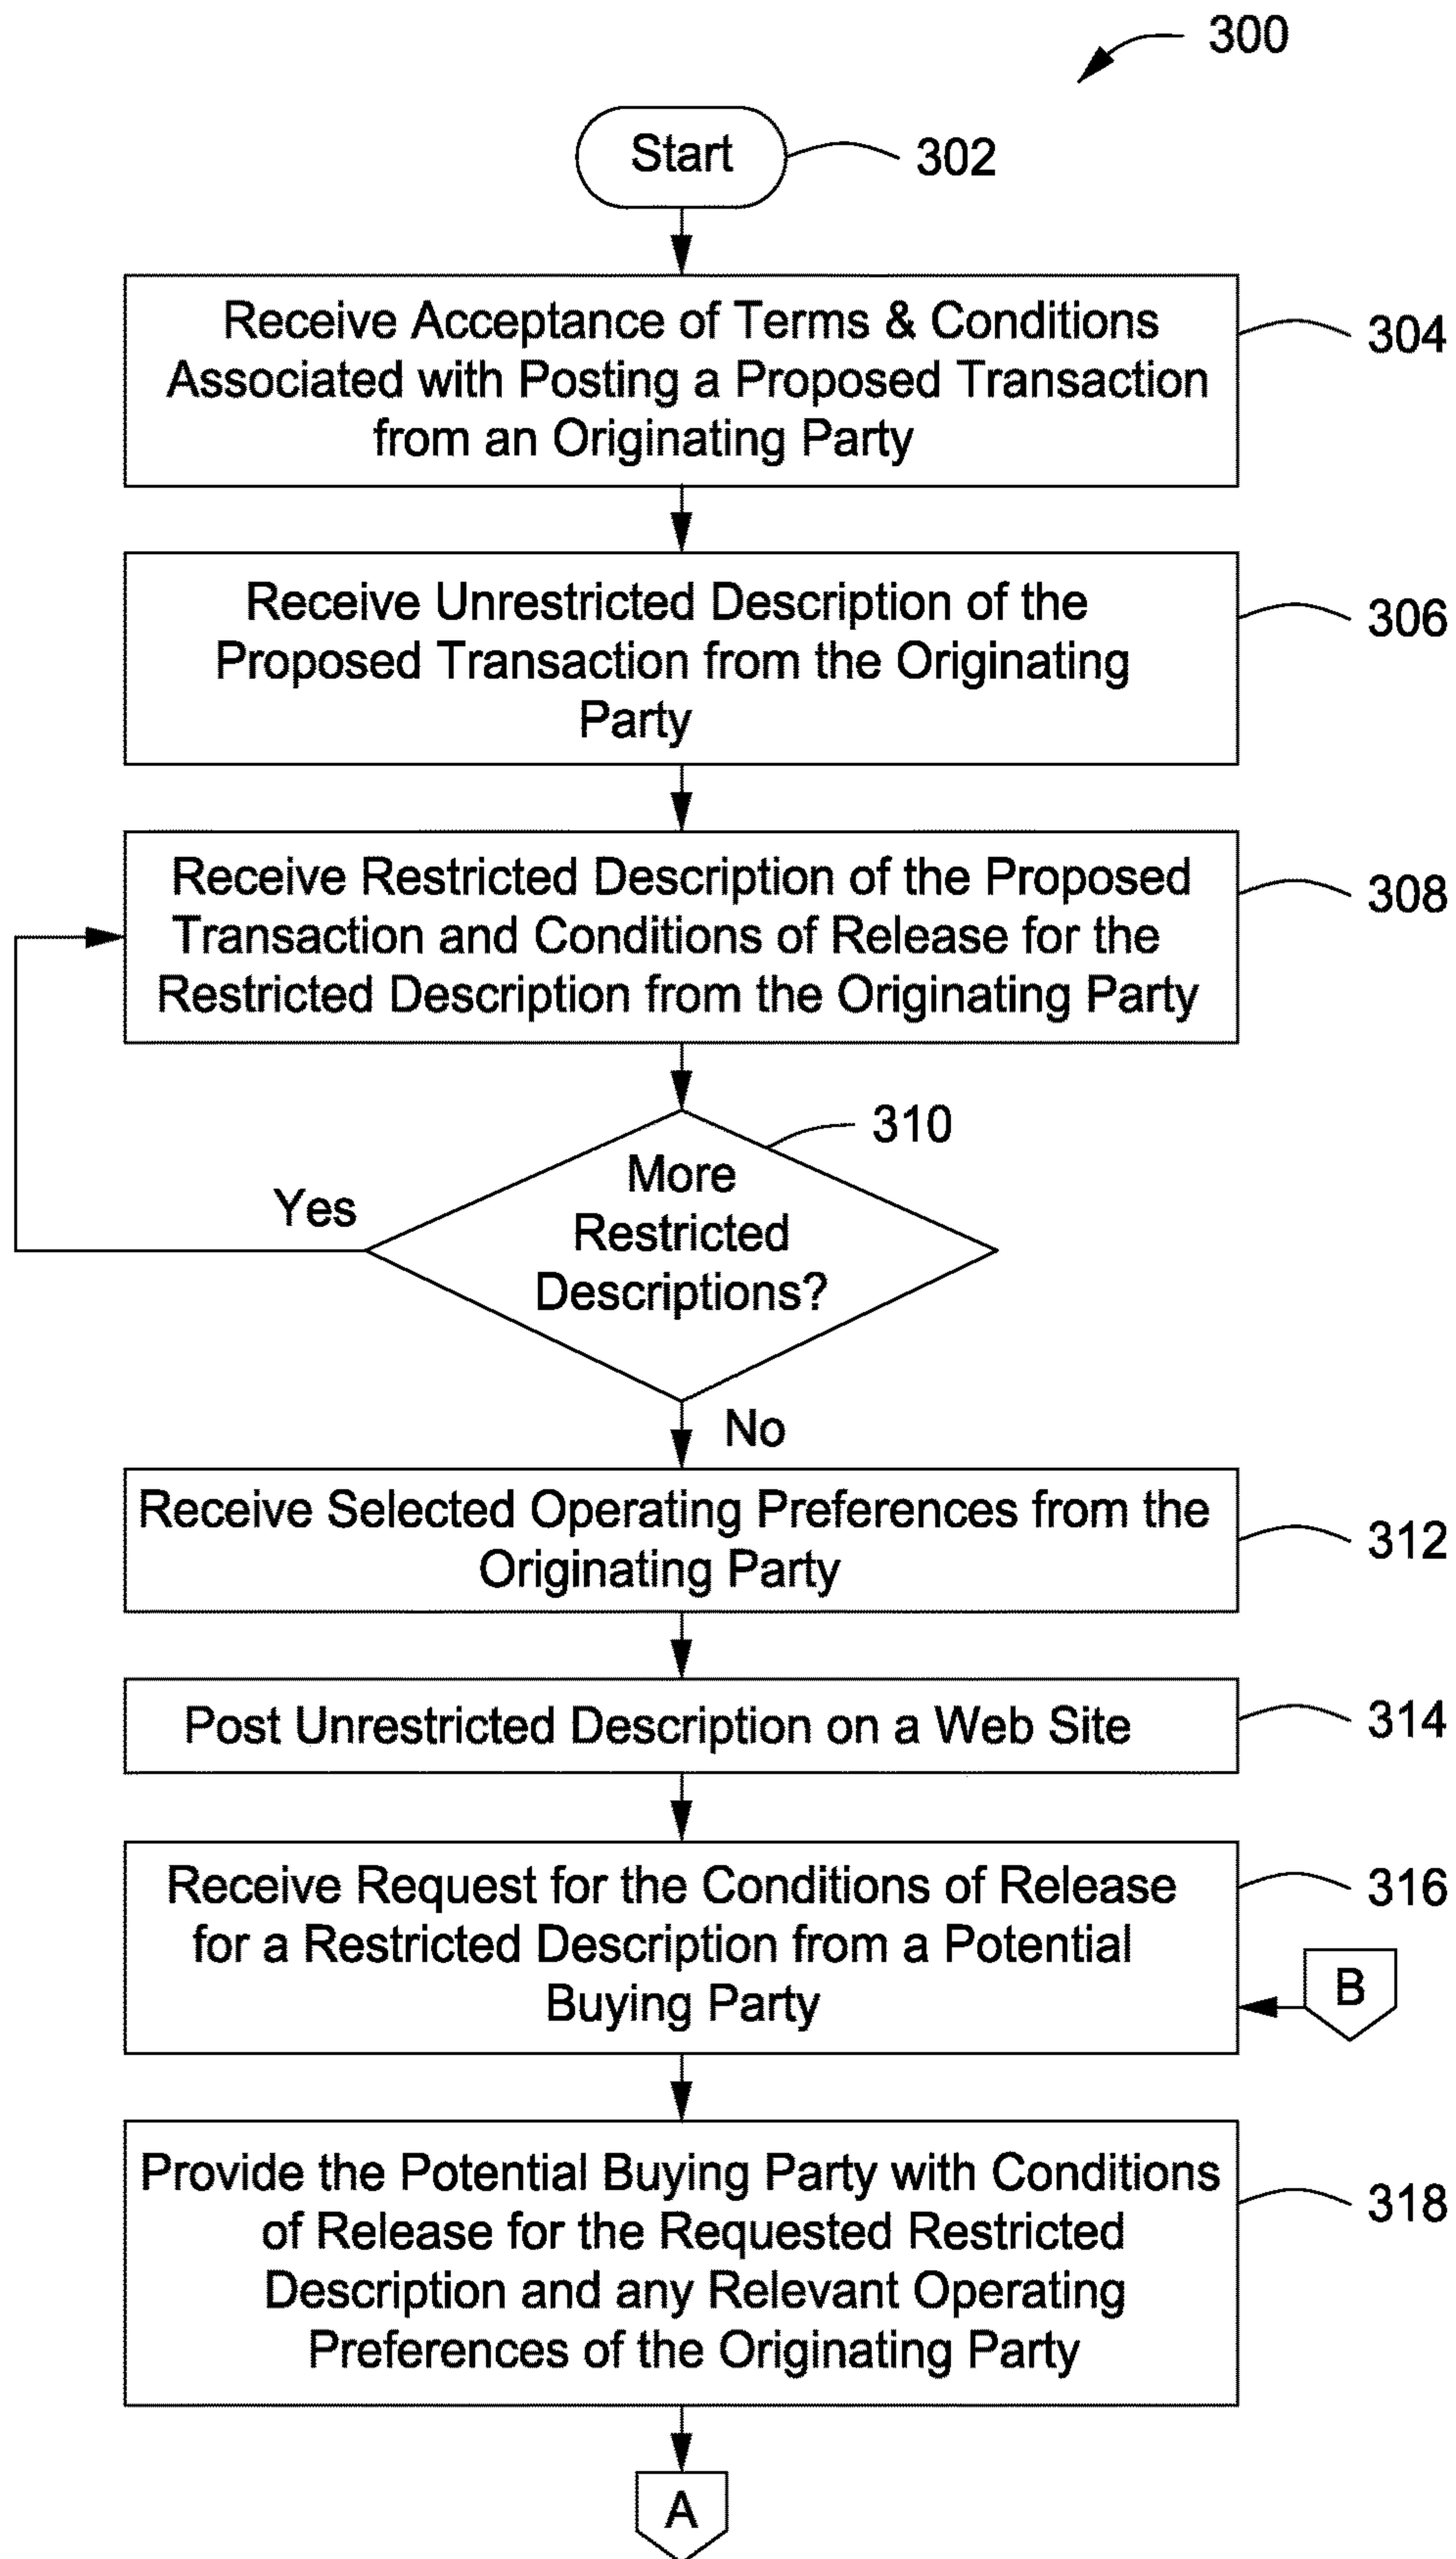 300
Start
302
Receive Acceptance of Terms & Conditions
Associated with Posting a Proposed Transaction
from an Originating Party
304
Receive Unrestricted Description of the
Proposed Transaction from the Originating
Party
306
Receive Restricted Description of the Proposed
Transaction and Conditions of Release for the
Restricted Description from the Originating Party
308
310
More
Restricted
Descriptions?
Yes
No
Receive Selected Operating Preferences from the
Originating Party
312
Post Unrestricted Description on a Web Site
314
Receive Request for the Conditions of Release
for a Restricted Description from a Potential
Buying Party
316
B
Provide the Potential Buying Party with Conditions
of Release for the Requested Restricted
Description and any Relevant Operating
Preferences of the Originating Party
318
A